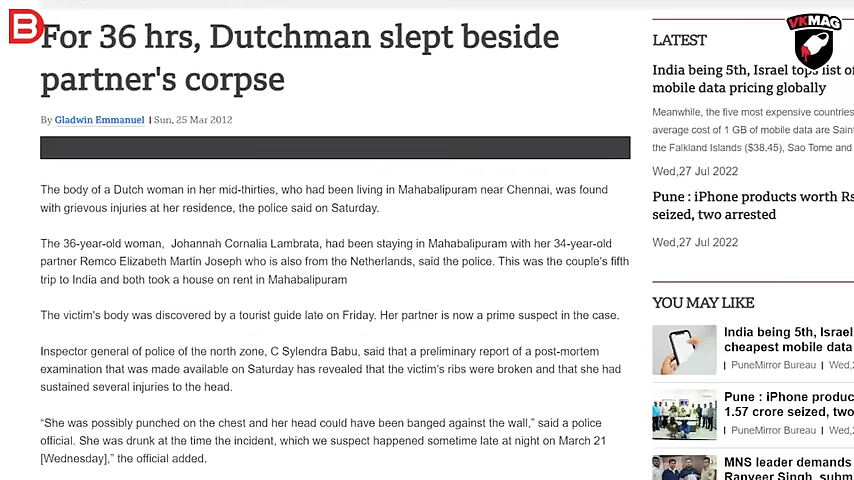 B
For 36 hrs, Dutchman slept beside
partner's corpse
By Gladwin Emmanuel | Sun, 25 Mar 2012
The body of a Dutch woman in her mid-thirties, who had been living in Mahabalipuram near Chennai, was found
with grievous injuries at her residence, the police said on Saturday.
The 36-year-old woman, Johannah Cornalia Lambrata, had been staying in Mahabalipuram with her 34-year-old
partner Remco Elizabeth Martin Joseph who is also from the Netherlands, said the police. This was the couple's fifth
trip to India and both took a house on rent in Mahabalipuram
The victim's body was discovered by a tourist guide late on Friday. Her partner is now a prime suspect in the case.
Inspector general of police of the north zone, C Sylendra Babu, said that a preliminary report of a post-mortem
examination that was made available on Saturday has revealed that the victim's ribs were broken and that she had
sustained several injuries to the head.
“She was possibly punched on the chest and her head could have been banged against the wall,” said a police
official. She was drunk at the time the incident, which we suspect happened sometime late at night on March 21
[Wednesday],” the official added.
VKMAG
LATEST
India being 5th, Israel tops list of
mobile data pricing globally
Meanwhile, the five most expensive countries
average cost of 1 GB of mobile data are Sain
the Falkland Islands ($38.45), Sao Tome and
Wed,27 Jul 2022
Pune : iPhone products worth Rs
seized, two arrested
Wed,27 Jul 2022
YOU MAY LIKE
India being 5th, Israel
cheapest mobile data
| PuneMirror Bureau | Wed,
Pune : iPhone produc
1.57 crore seized, two
| PuneMirror Bureau | Wed,
MNS leader demands
Ranveer Singh, subm